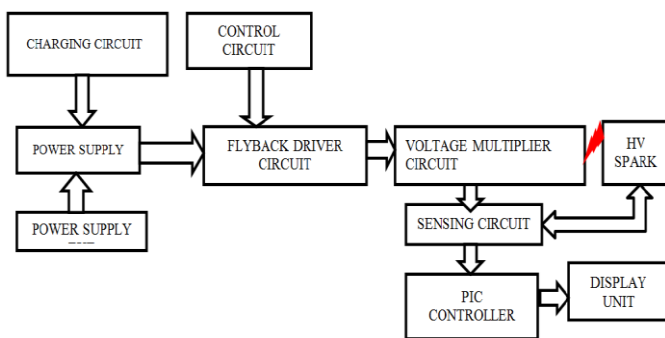 CHARGING CIRCUIT
CONTROL
CIRCUIT
POWER SUPPLY
FLYBACK DRIVER
CIRCUIT
VOLTAGE MULTIPLIER
CIRCUIT
HV
SPARK
POWER SUPPLY
SENSING CIRCUIT
PIC
CONTROLLER
DISPLAY
UNIT